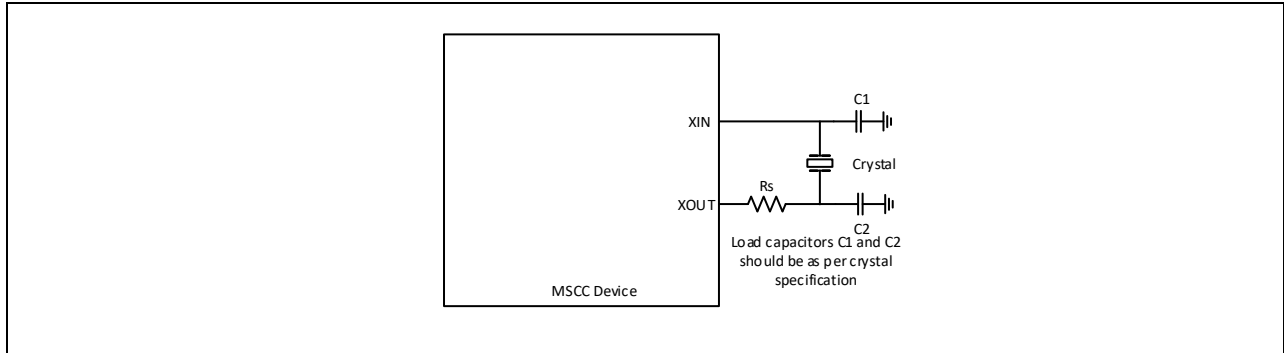 C1
XIN
Crystal
Rs
XOUT
C2
Load capacitors C1 and C2
should be as per crystal
specification
MSCC Device